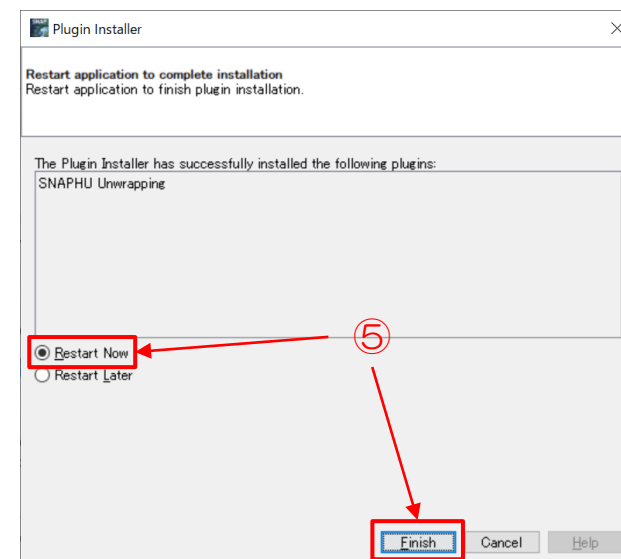 SNAP
Plugin Installer
Restart application to complete installation
Restart application to finish plugin installation.
The Plugin Installer has successfully installed the following plugins:
SNAPHU Unwrapping
⑤
Restart Now
Restart Later
Finish Cancel Help